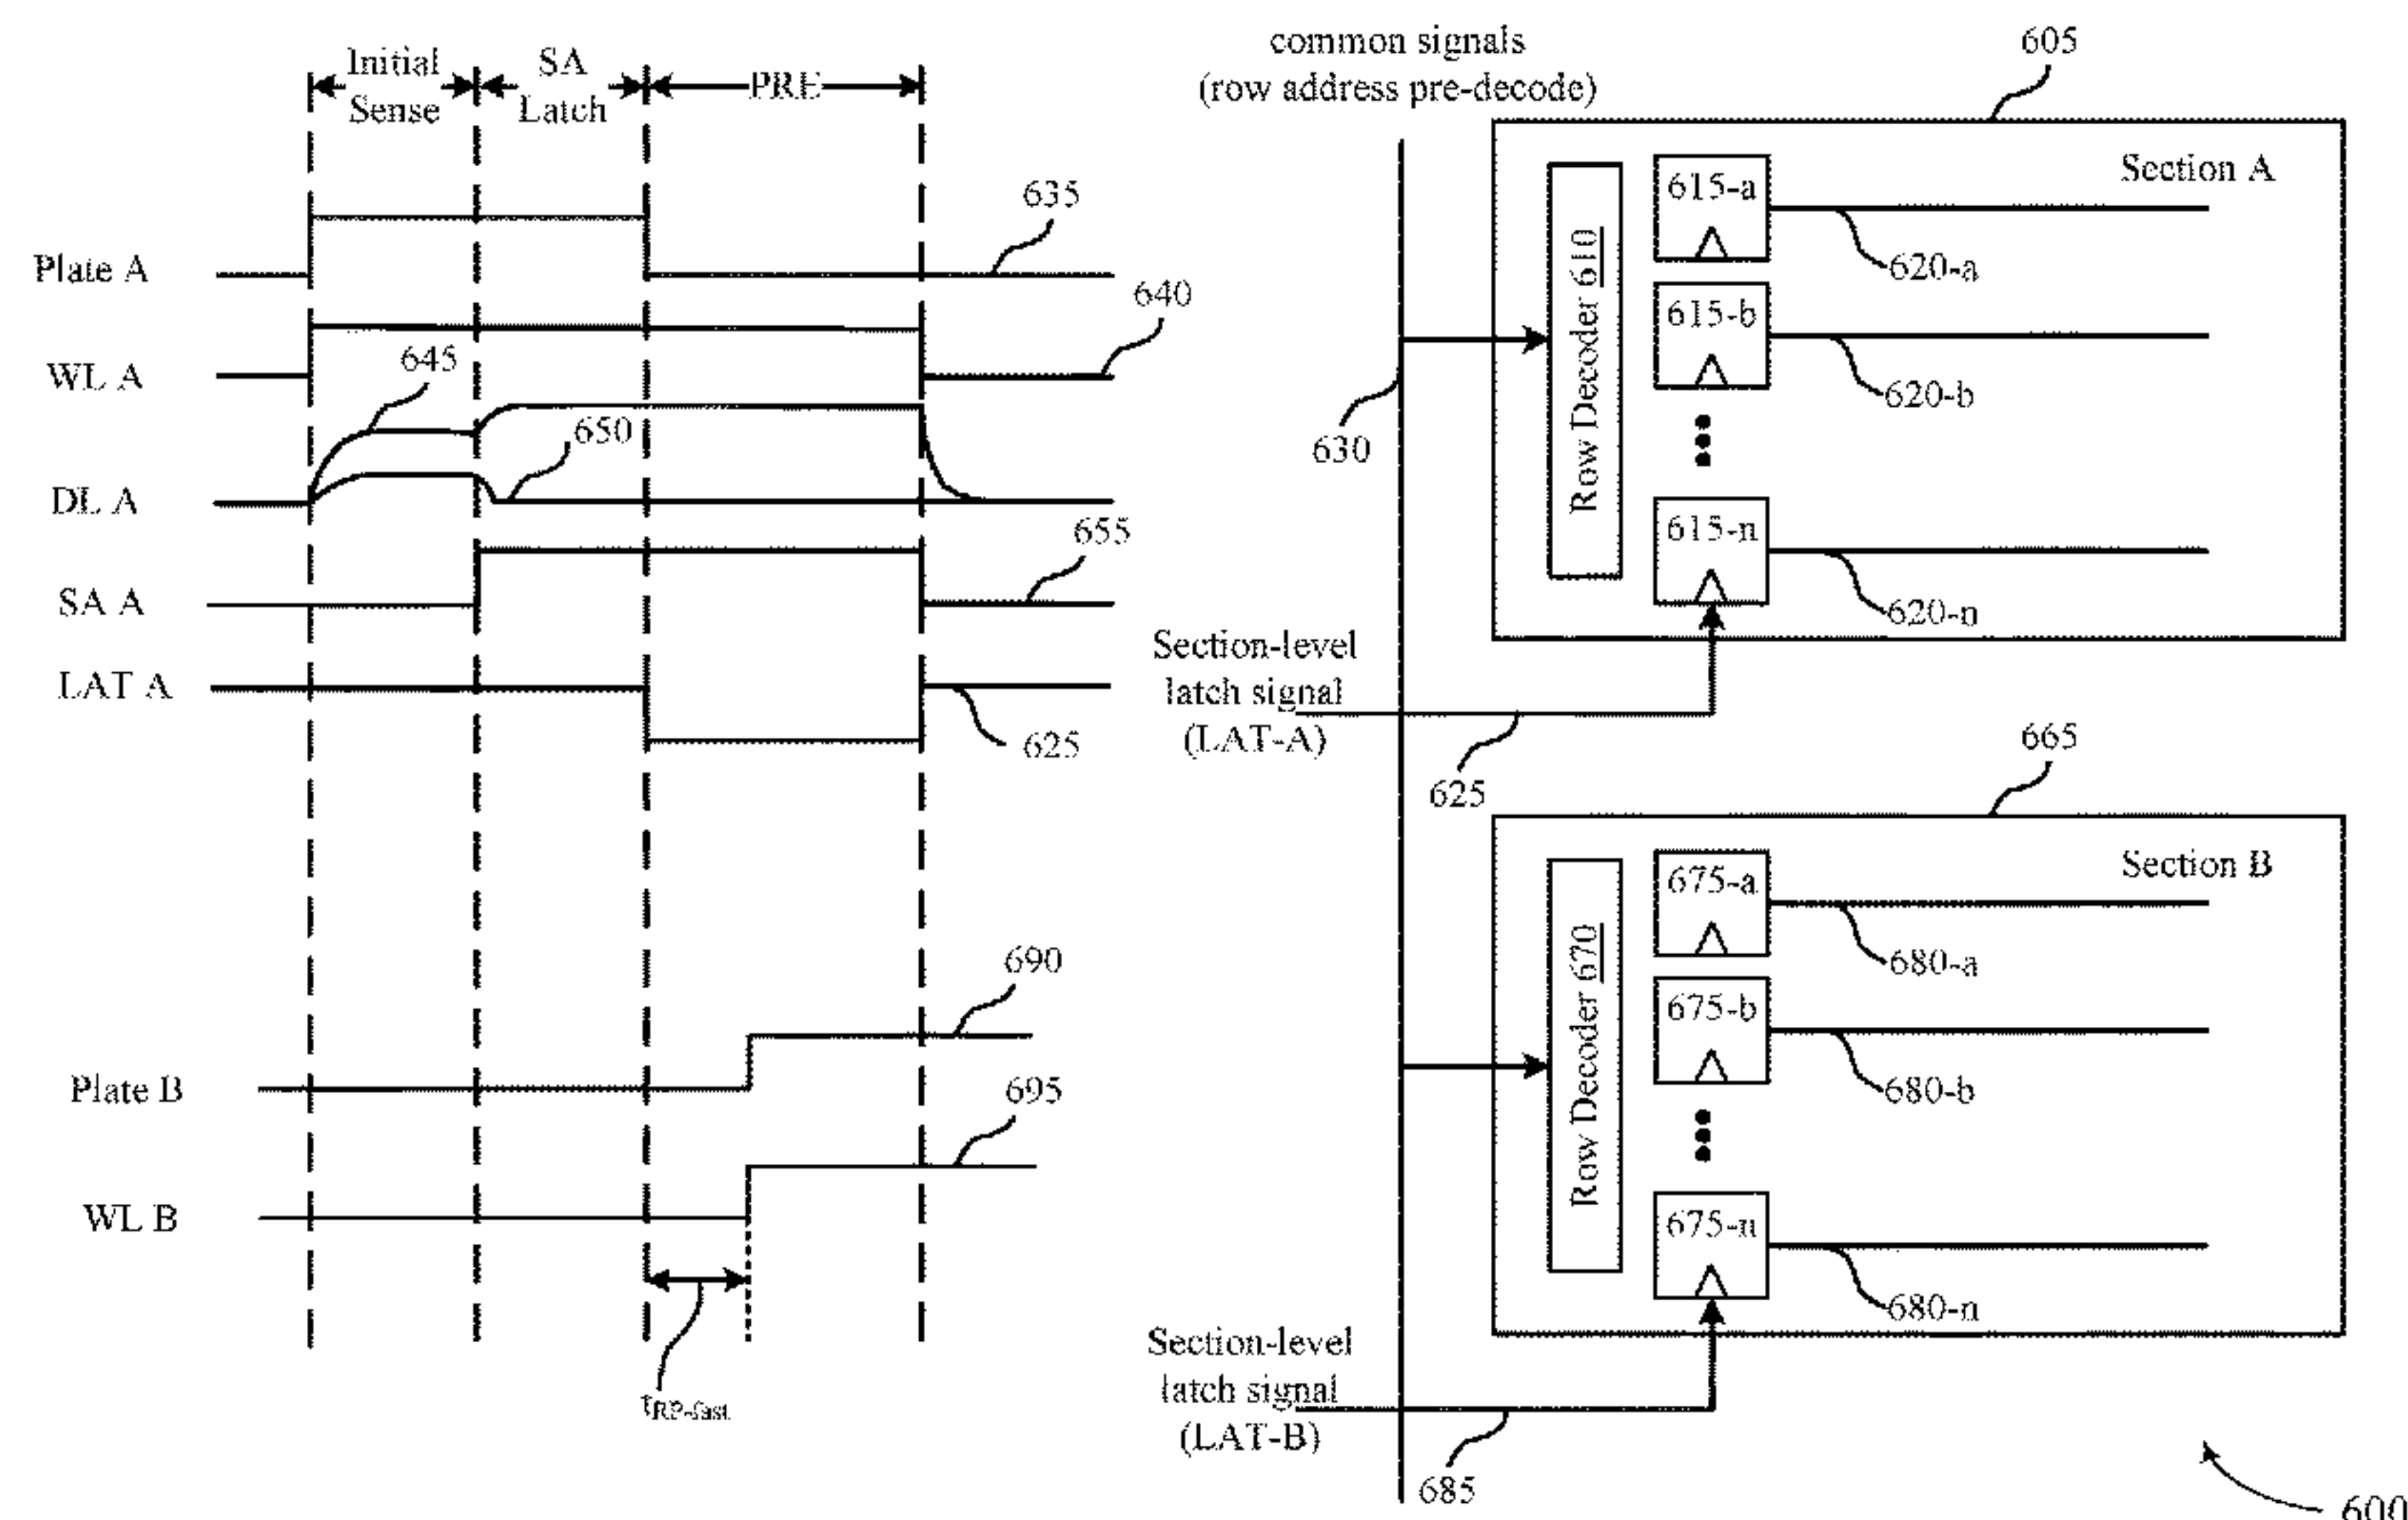 Initial
Sense
SA
Latch
PRE
Plate A
635
WL A
640
645
DL A
650
SA A
655
LAT A
625
Plate B
690
WL B
695
tRP-fast
common signals
(row address pre-decode)
630
605
Section A
Row Decoder 610
615-a
620-a
615-b
620-b
615-n
620-n
Section-level
latch signal
(LAT-A)
625
665
Section B
Row Decoder 670
675-a
680-a
675-b
680-b
675-n
680-n
Section-level
latch signal
(LAT-B)
685
600